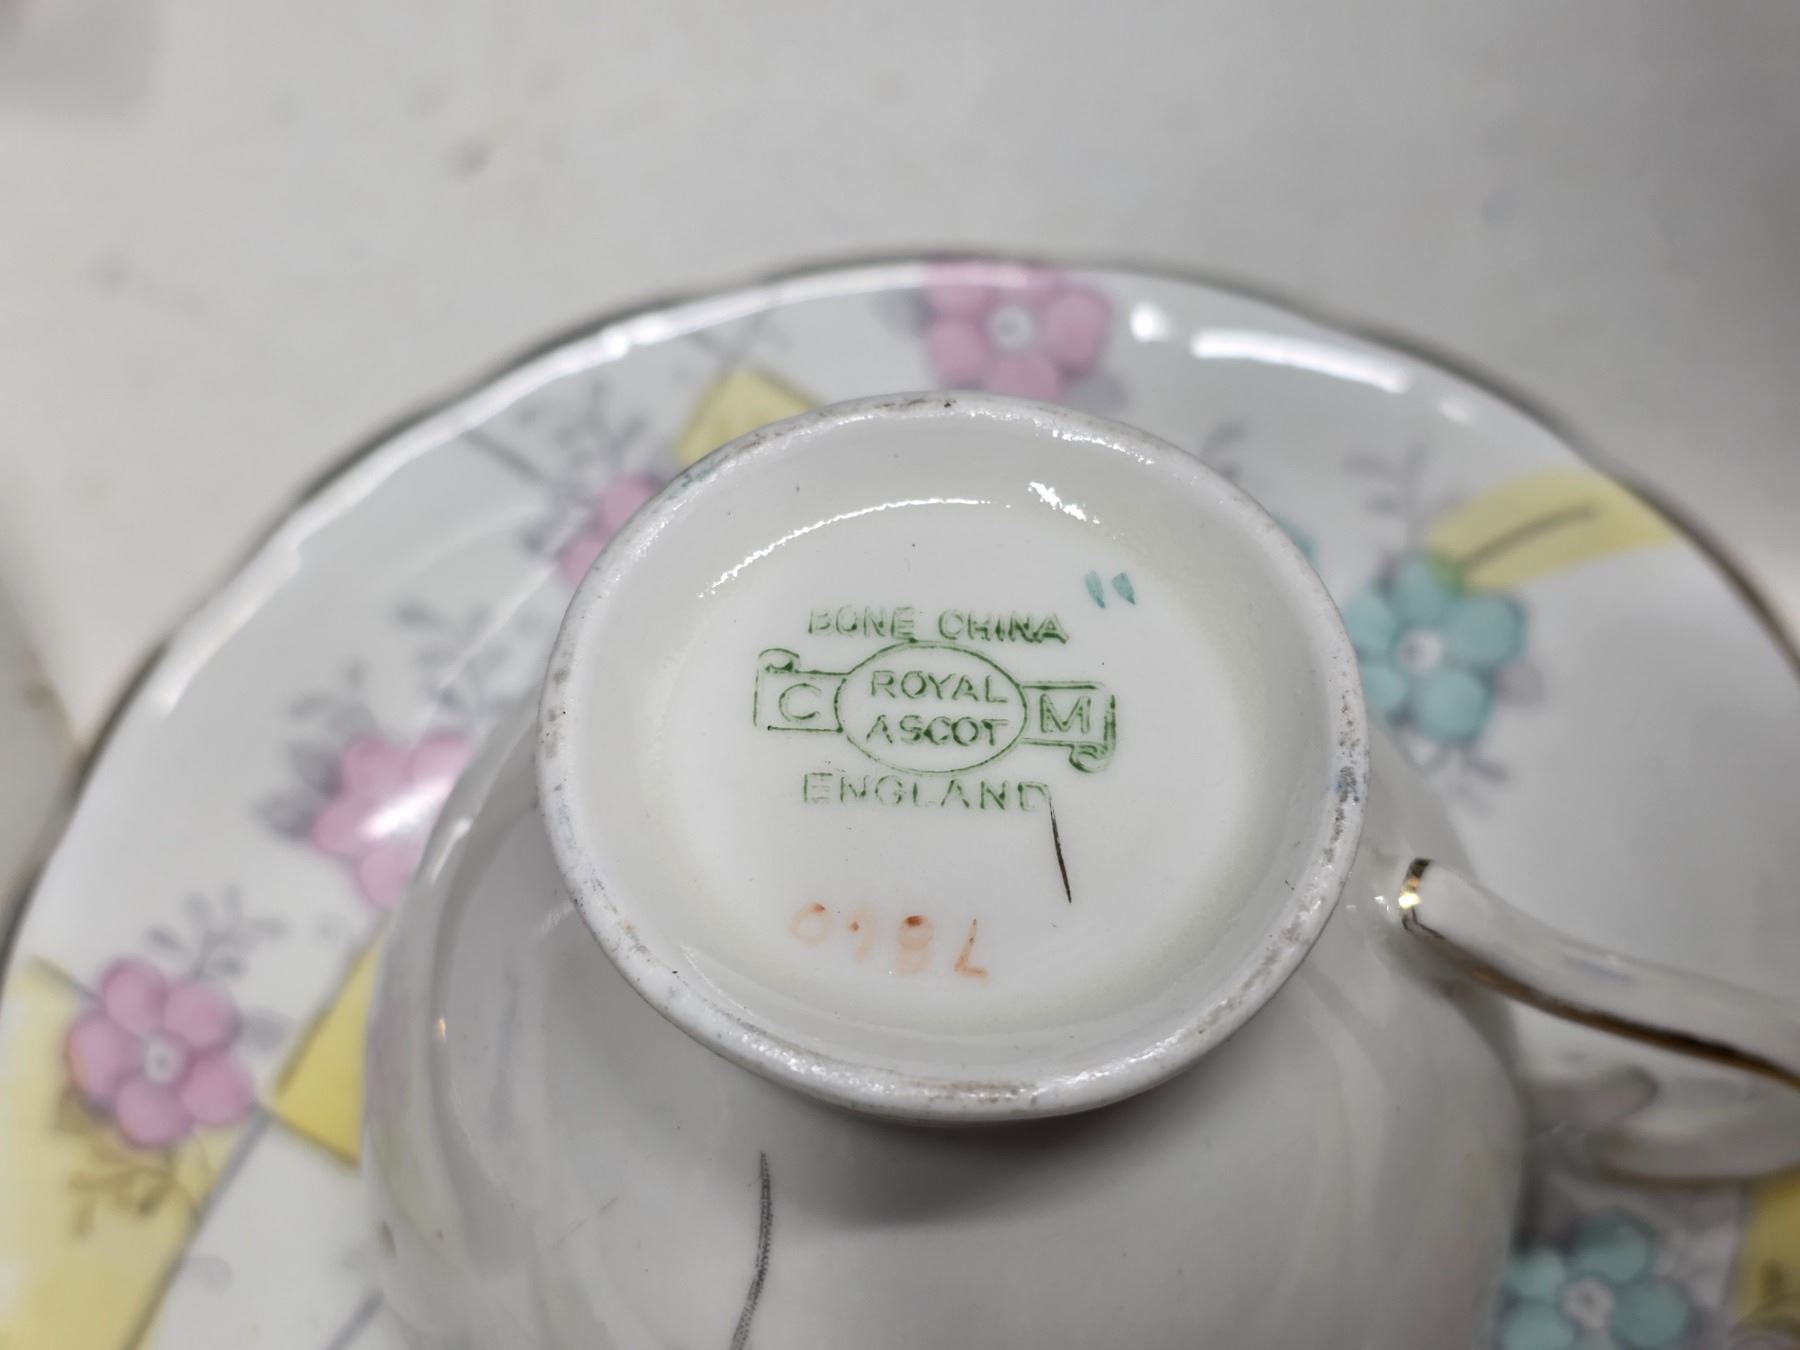 BONE CHINA
C ROYAL M
ASCOT
ENGLAND
7860